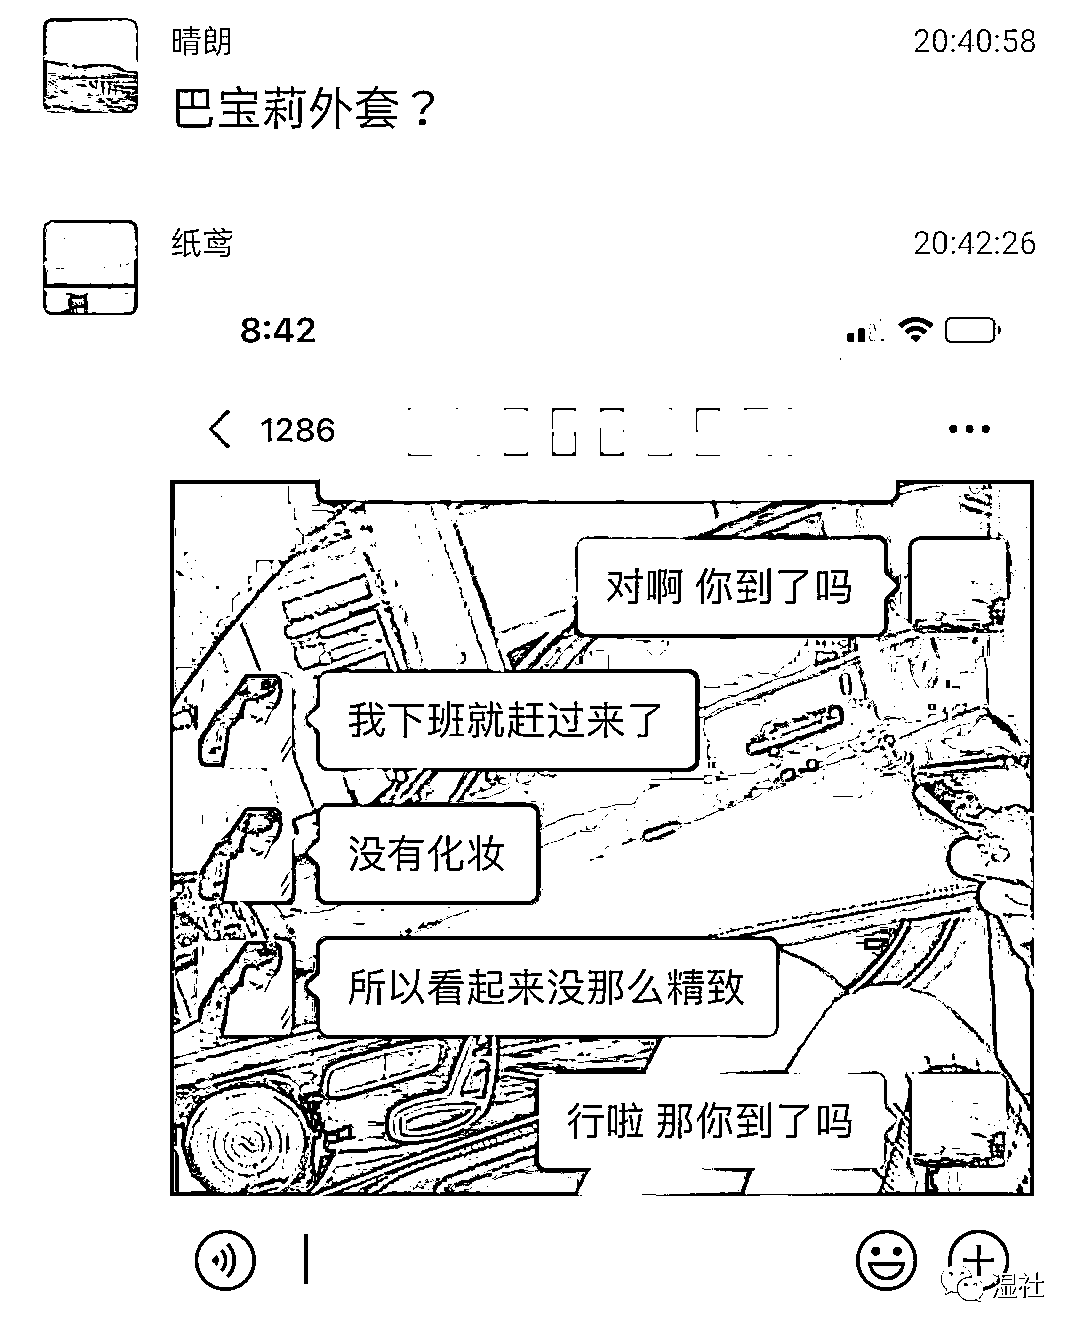 晴朗
20:40:58
巴宝莉外套？
纸鸢
20:42:26
8:42
1286
对啊 你到了吗
我下班就赶过来了
没有化妆
所以看起来没那么精致
行啦 那你到了吗
湿社